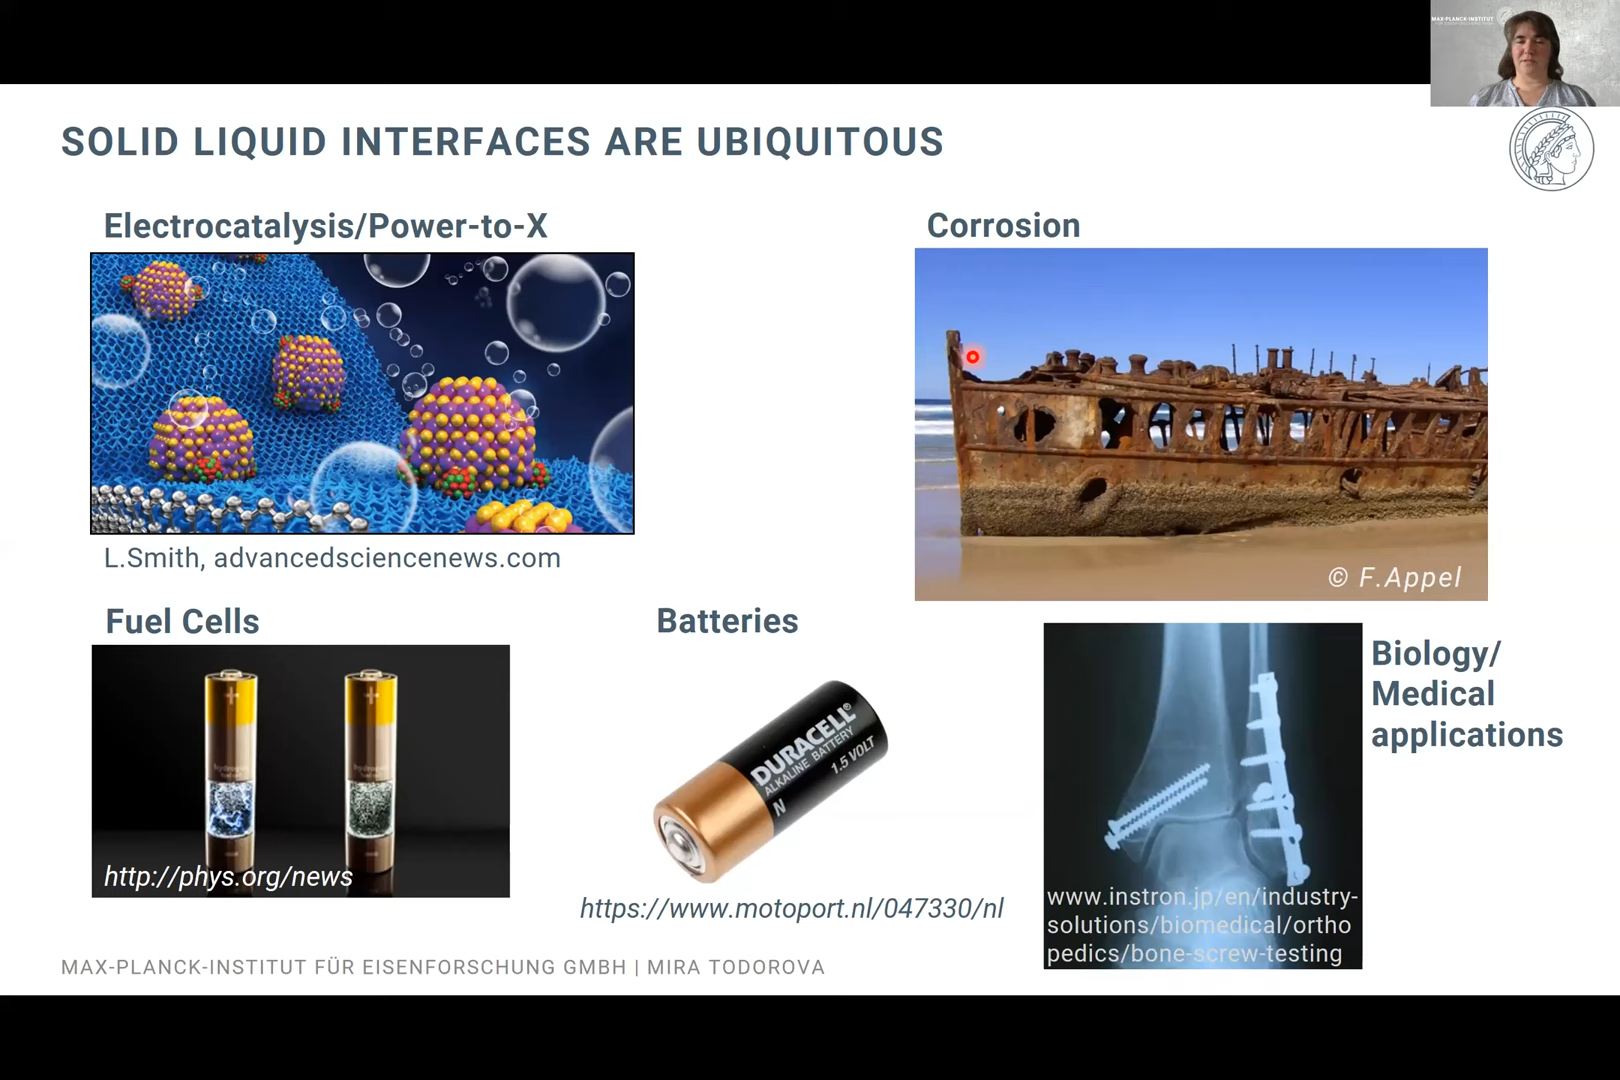 MAX-PLANCK-INSTITUT
SOLID LIQUID INTERFACES ARE UBIQUITOUS
Electrocatalysis/Power-to-X
Corrosion
L.Smith, advancedsciencenews.com
© F.Appel
Fuel Cells
Batteries
Biology/
Medical
applications
DURACELL®
ALKALINE BATTERY
1.5 VOLT
N
http://phys.org/news
https://www.motoport.nl/047330/nl
www.instron.jp/en/industry-
solutions/biomedical/ortho
pedics/bone-screw-testing
MAX-PLANCK-INSTITUT FÜR EISENFORSCHUNG GMBH | MIRA TODOROVA